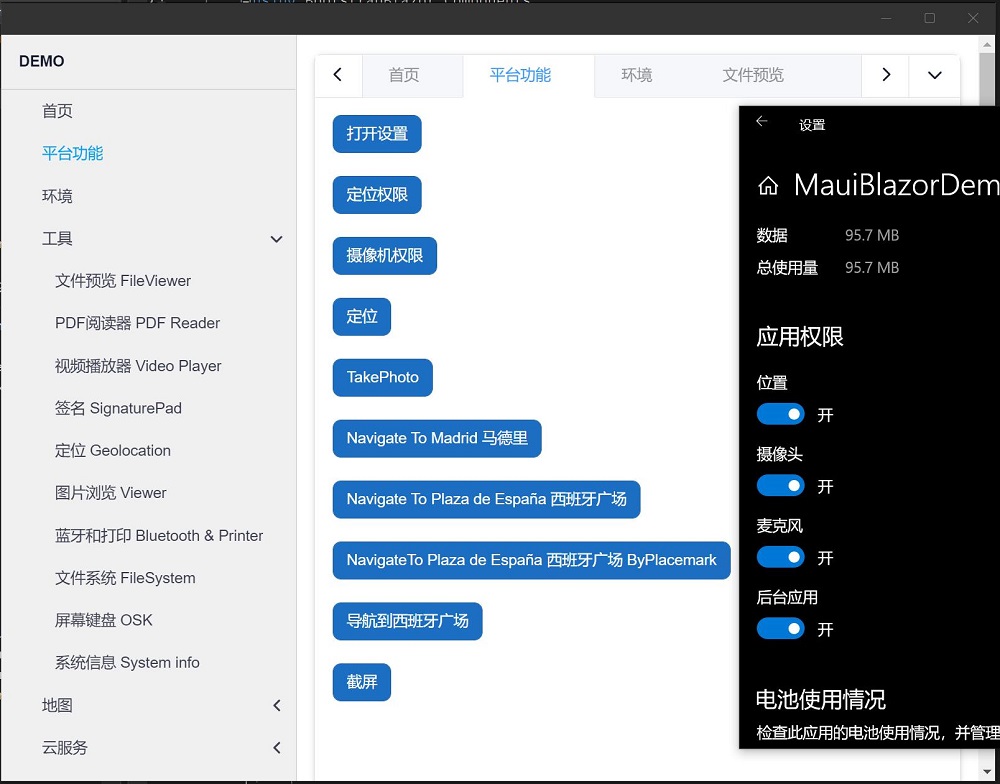 DEMO
首页
平台功能
环境
工具
文件预览 FileViewer
PDF阅读器 PDF Reader
视频播放器 Video Player
签名 SignaturePad
定位 Geolocation
图片浏览 Viewer
蓝牙和打印 Bluetooth & Printer
文件系统 FileSystem
屏幕键盘 OSK
系统信息 System info
地图
云服务
首页 平台功能 环境 文件预览
打开设置
定位权限
摄像机权限
定位
TakePhoto
Navigate To Madrid 马德里
Navigate To Plaza de España 西班牙广场
NavigateTo Plaza de España 西班牙广场 ByPlacemark
导航到西班牙广场
截屏
设置
MauiBlazorDem
数据 95.7 MB
总使用量 95.7 MB
应用权限
位置
开
摄像头
开
麦克风
开
后台应用
开
电池使用情况
检查此应用的电池使用情况，并管理